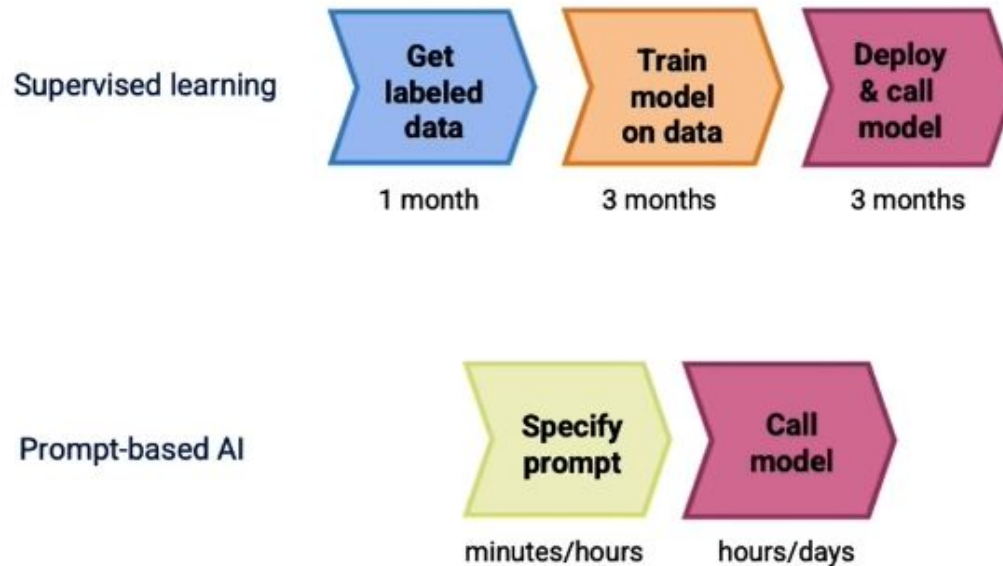 Supervised learning
Get
labeled
data
Train
model
on data
Deploy
& call
model
1 month
3 months
3 months
Prompt-based AI
Specify
prompt
Call
model
minutes/hours
hours/days